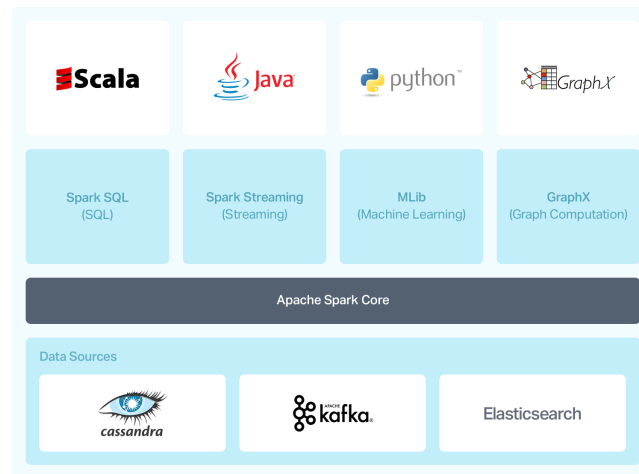 Scala
Java
python™
GraphX
Spark SQL
(SQL)
Spark Streaming
(Streaming)
MLib
(Machine Learning)
GraphX
(Graph Computation)
Apache Spark Core
Data Sources
cassandra
APACHE
kafka®
Elasticsearch